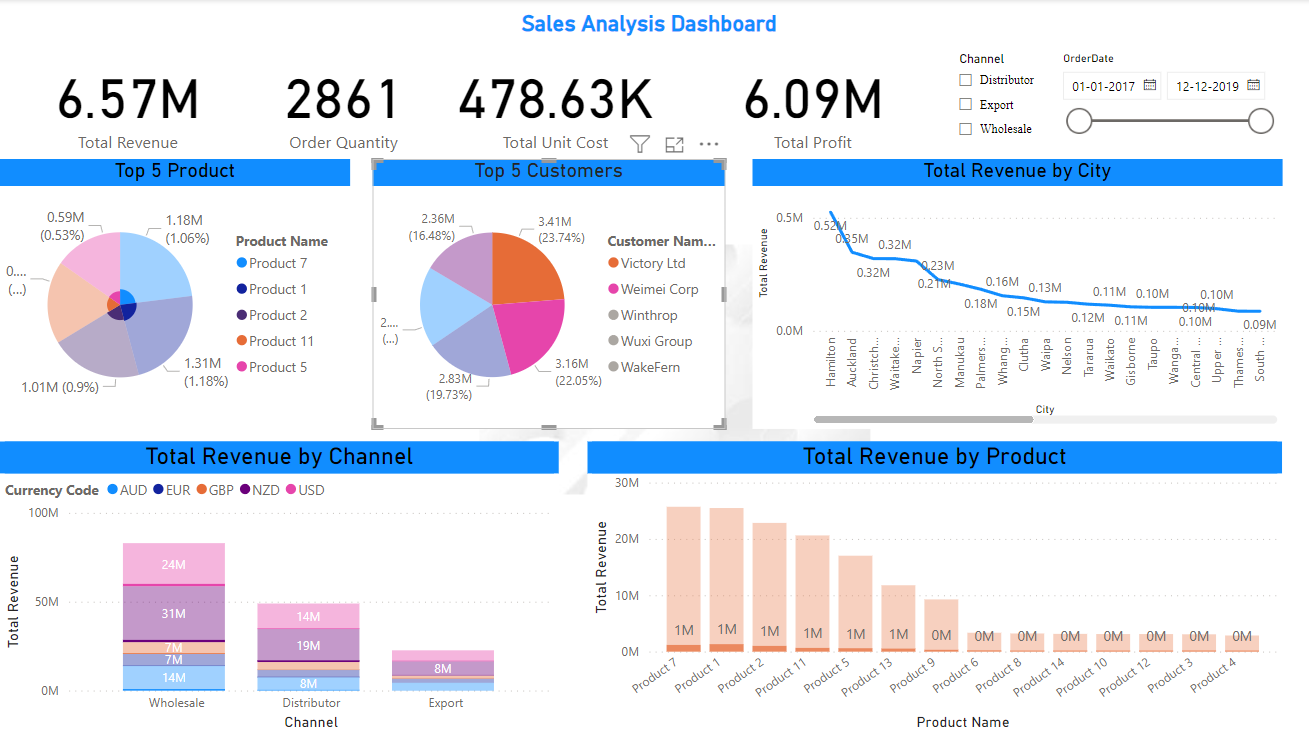 Sales Analysis Dashboard
6.57M
Total Revenue
2861
Order Quantity
478.63K
Total Unit Cost
6.09M
Total Profit
Channel
Distributor
Export
Wholesale
OrderDate
01-01-2017
12-12-2019
Top 5 Product
0.59M
(0.53%)
1.18M
(1.06%)
0....
(...)
1.31M
(1.18%)
1.01M (0.9%)
Product Name
Product 7
Product 1
Product 2
Product 11
Product 5
Top 5 Customers
2.36M
(16.48%)
3.41M
(23.74%)
2....
(...)
3.16M
(22.05%)
2.83M
(19.73%)
Customer Nam...
Victory Ltd
Weimei Corp
Winthrop
Wuxi Group
WakeFern
Total Revenue by City
Total Revenue
0.5M
0.0M
0.52M
0.35M
0.32M
0.32M
0.23M
0.21M
0.18M
0.16M
0.15M
0.13M
0.12M
0.11M
0.11M
0.10M
0.10M
0.10M
0.10M
0.09M
Hamilton
Auckland
Christch...
Waitake...
Napier
North S...
Manukau
Palmers...
Whang...
Clutha
Waipa
Nelson
Tararua
Waikato
Gisborne
Taupo
Wanga...
Central ...
Upper ...
Thames...
South ...
City
Total Revenue by Channel
Currency Code
AUD
EUR
GBP
NZD
USD
Total Revenue
100M
50M
0M
24M
31M
7M
7M
14M
14M
19M
8M
8M
Wholesale
Distributor
Export
Channel
Total Revenue by Product
Total Revenue
30M
20M
10M
0M
1M
1M
1M
1M
1M
1M
0M
0M
0M
0M
0M
0M
0M
0M
Product 7
Product 1
Product 2
Product 11
Product 5
Product 13
Product 9
Product 6
Product 8
Product 14
Product 10
Product 12
Product 3
Product 4
Product Name